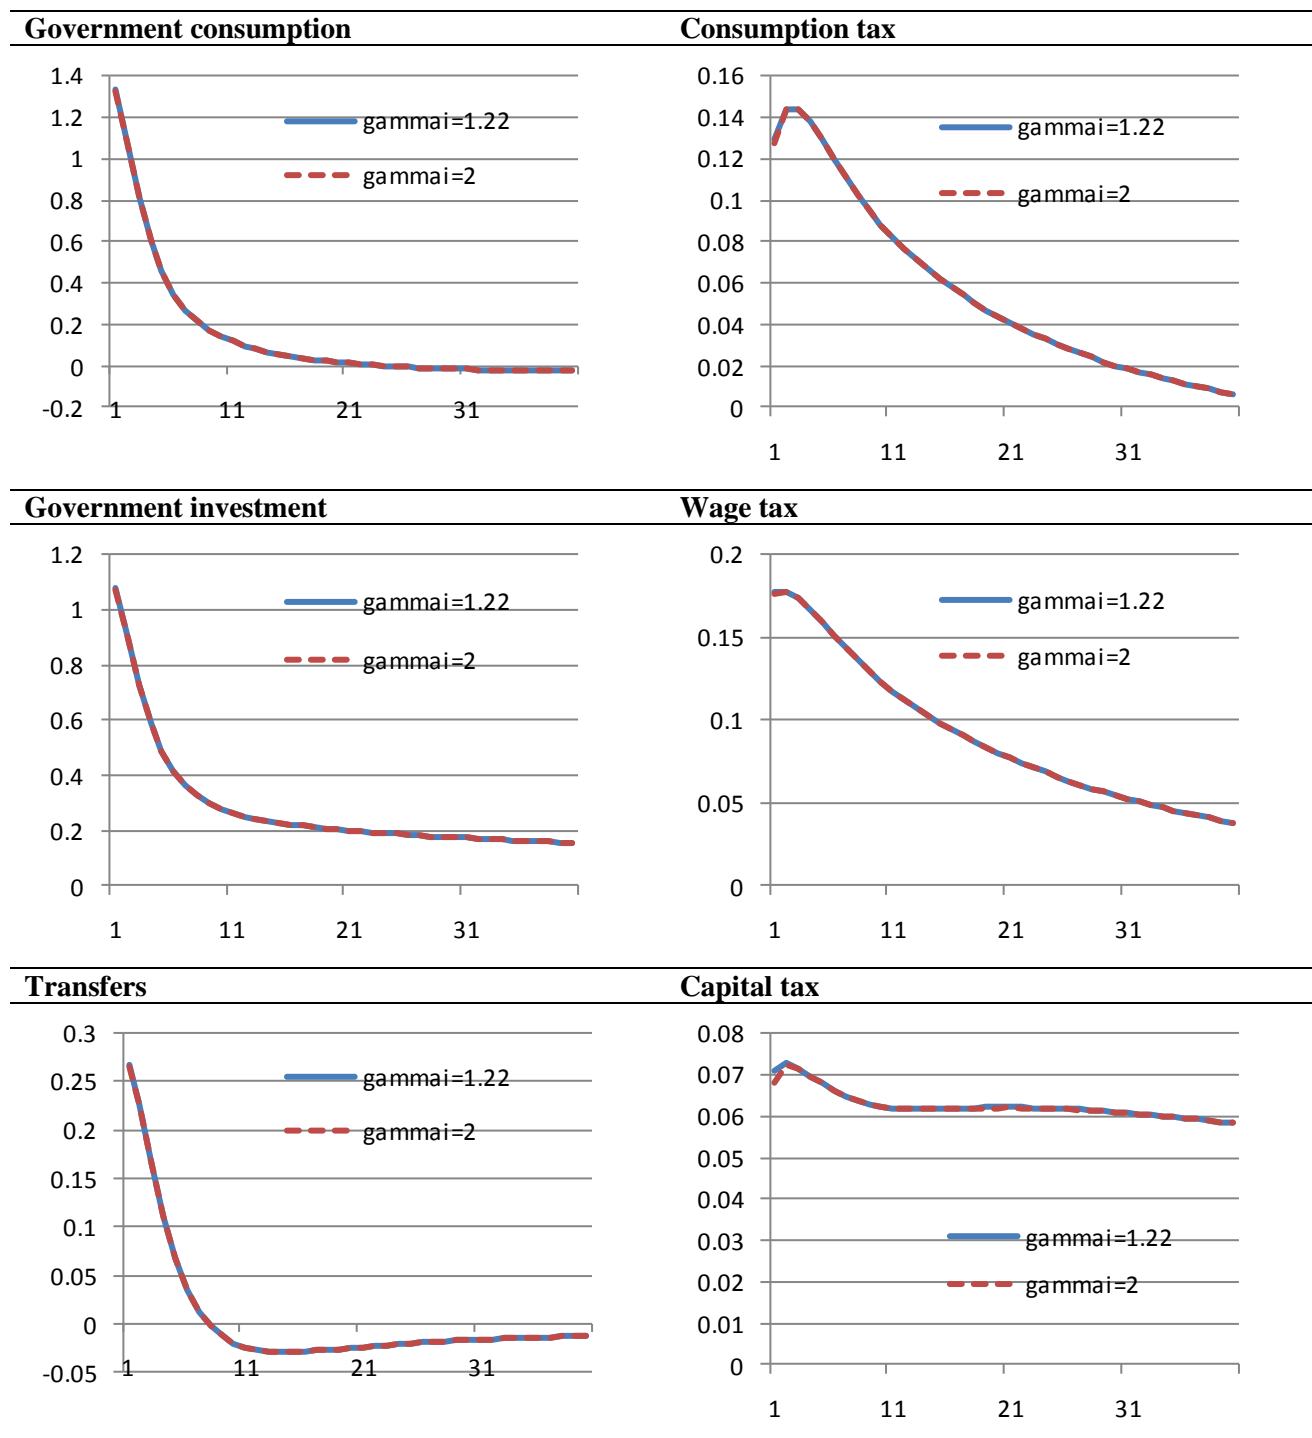 Government consumption
Consumption tax
1.4
1.2
1
0.8
0.6
0.4
0.2
0
-0.2
gammai=1.22
gammai=2
1 11 21 31
0.16
0.14
0.12
0.1
0.08
0.06
0.04
0.02
0
gammai=1.22
gammai=2
1 11 21 31
Government investment
Wage tax
1.2
1
0.8
0.6
0.4
0.2
0
gammai=1.22
gammai=2
1 11 21 31
0.2
0.15
0.1
0.05
0
gammai=1.22
gammai=2
1 11 21 31
Transfers
Capital tax
0.3
0.25
0.2
0.15
0.1
0.05
0
-0.05
gammai=1.22
gammai=2
1 11 21 31
0.08
0.07
0.06
0.05
0.04
0.03
0.02
0.01
0
gammai=1.22
gammai=2
1 11 21 31